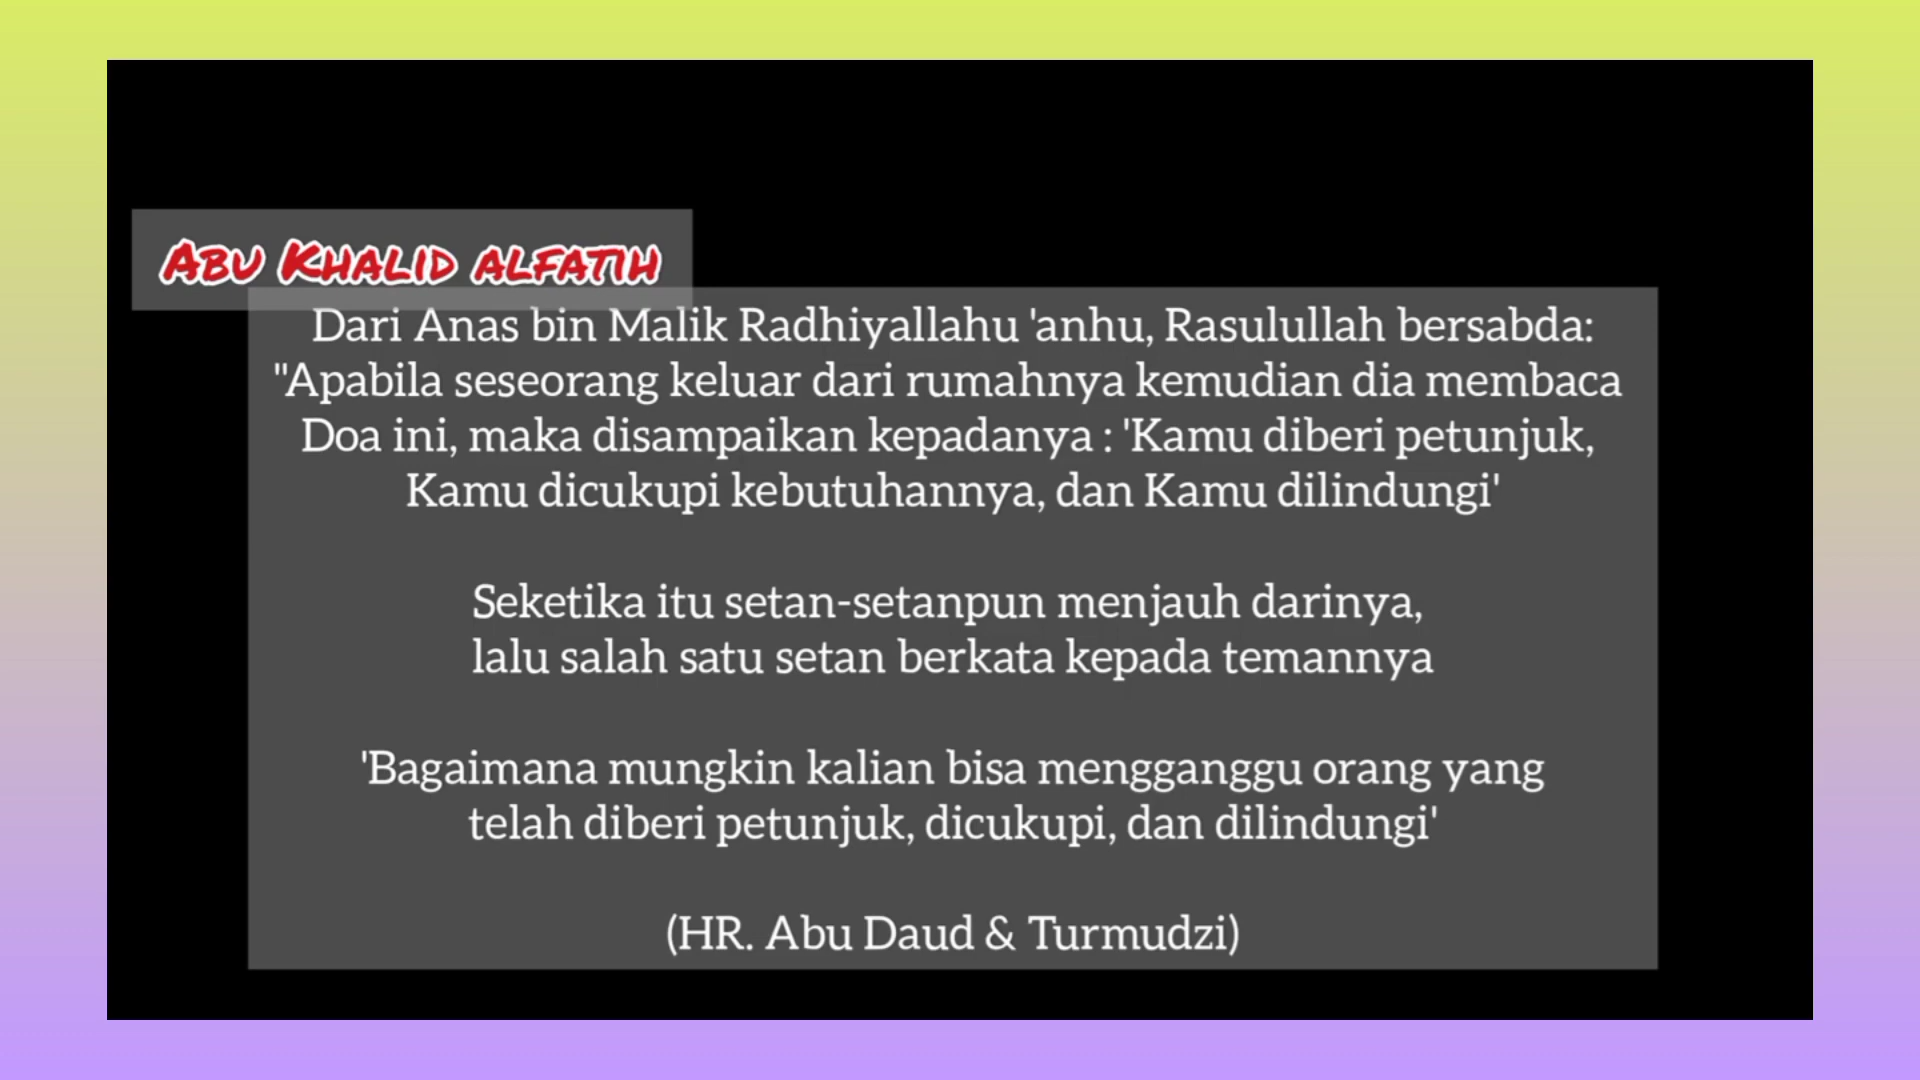 Abu Khalid alfatih
Dari Anas bin Malik Radhiyallahu 'anhu, Rasulullah bersabda:
"Apabila seseorang keluar dari rumahnya kemudian dia membaca
Doa ini, maka disampaikan kepadanya : 'Kamu diberi petunjuk,
Kamu dicukupi kebutuhannya, dan Kamu dilindungi'
Seketika itu setan-setanpun menjauh darinya,
lalu salah satu setan berkata kepada temannya
'Bagaimana mungkin kalian bisa mengganggu orang yang
telah diberi petunjuk, dicukupi, dan dilindungi'
(HR. Abu Daud & Turmudzi)